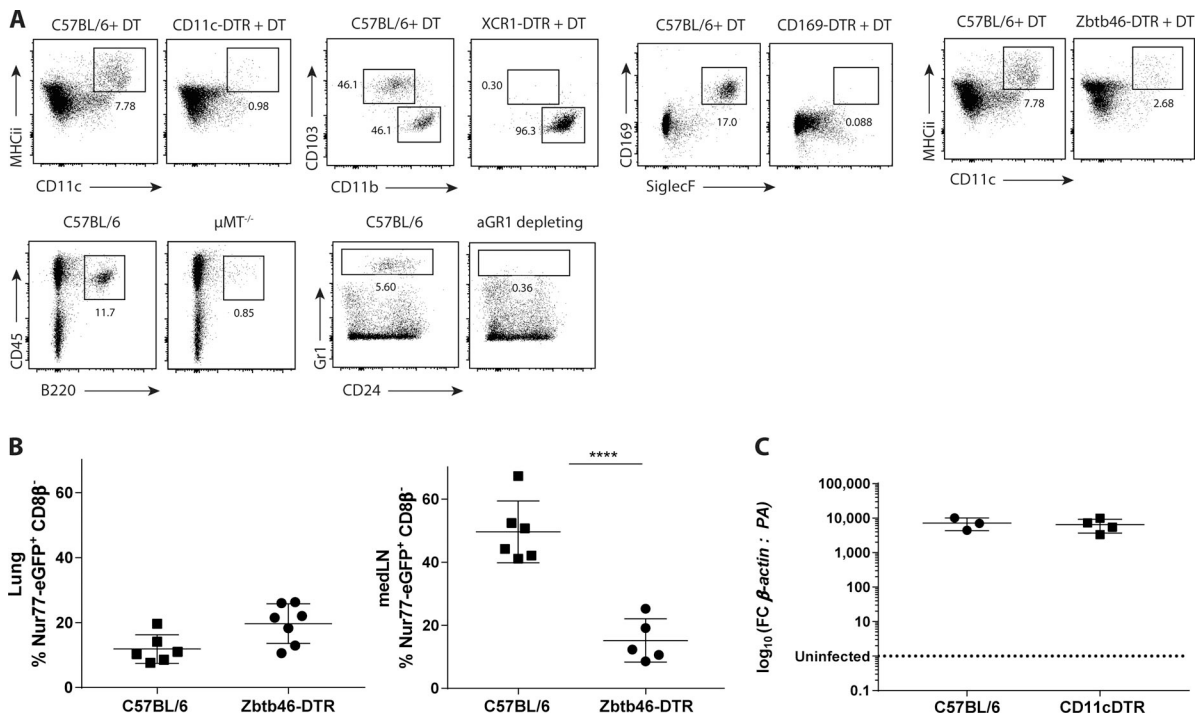 A
C57BL/6+ DT
CD11c-DTR + DT
MHCii
7.78
0.98
CD11c
C57BL/6+ DT
XCR1-DTR + DT
CD103
46.1
46.1
0.30
96.3
CD11b
C57BL/6+ DT
CD169-DTR + DT
CD169
17.0
0.088
SiglecF
C57BL/6+ DT
Zbtb46-DTR + DT
MHCii
7.78
2.68
CD11c
C57BL/6
μMT-/-
CD45
11.7
0.85
B220
C57BL/6
aGR1 depleting
Gr1
5.60
0.36
CD24
B
Lung
% Nur77-eGFP+ CD8β-
60
40
20
0
C57BL/6
Zbtb46-DTR
medLN
% Nur77-eGFP+ CD8β-
****
60
40
20
0
C57BL/6
Zbtb46-DTR
C
log10 (FC β-actin : PA)
100,000
10,000
1,000
100
10
Uninfected
0.1
C57BL/6
CD11cDTR